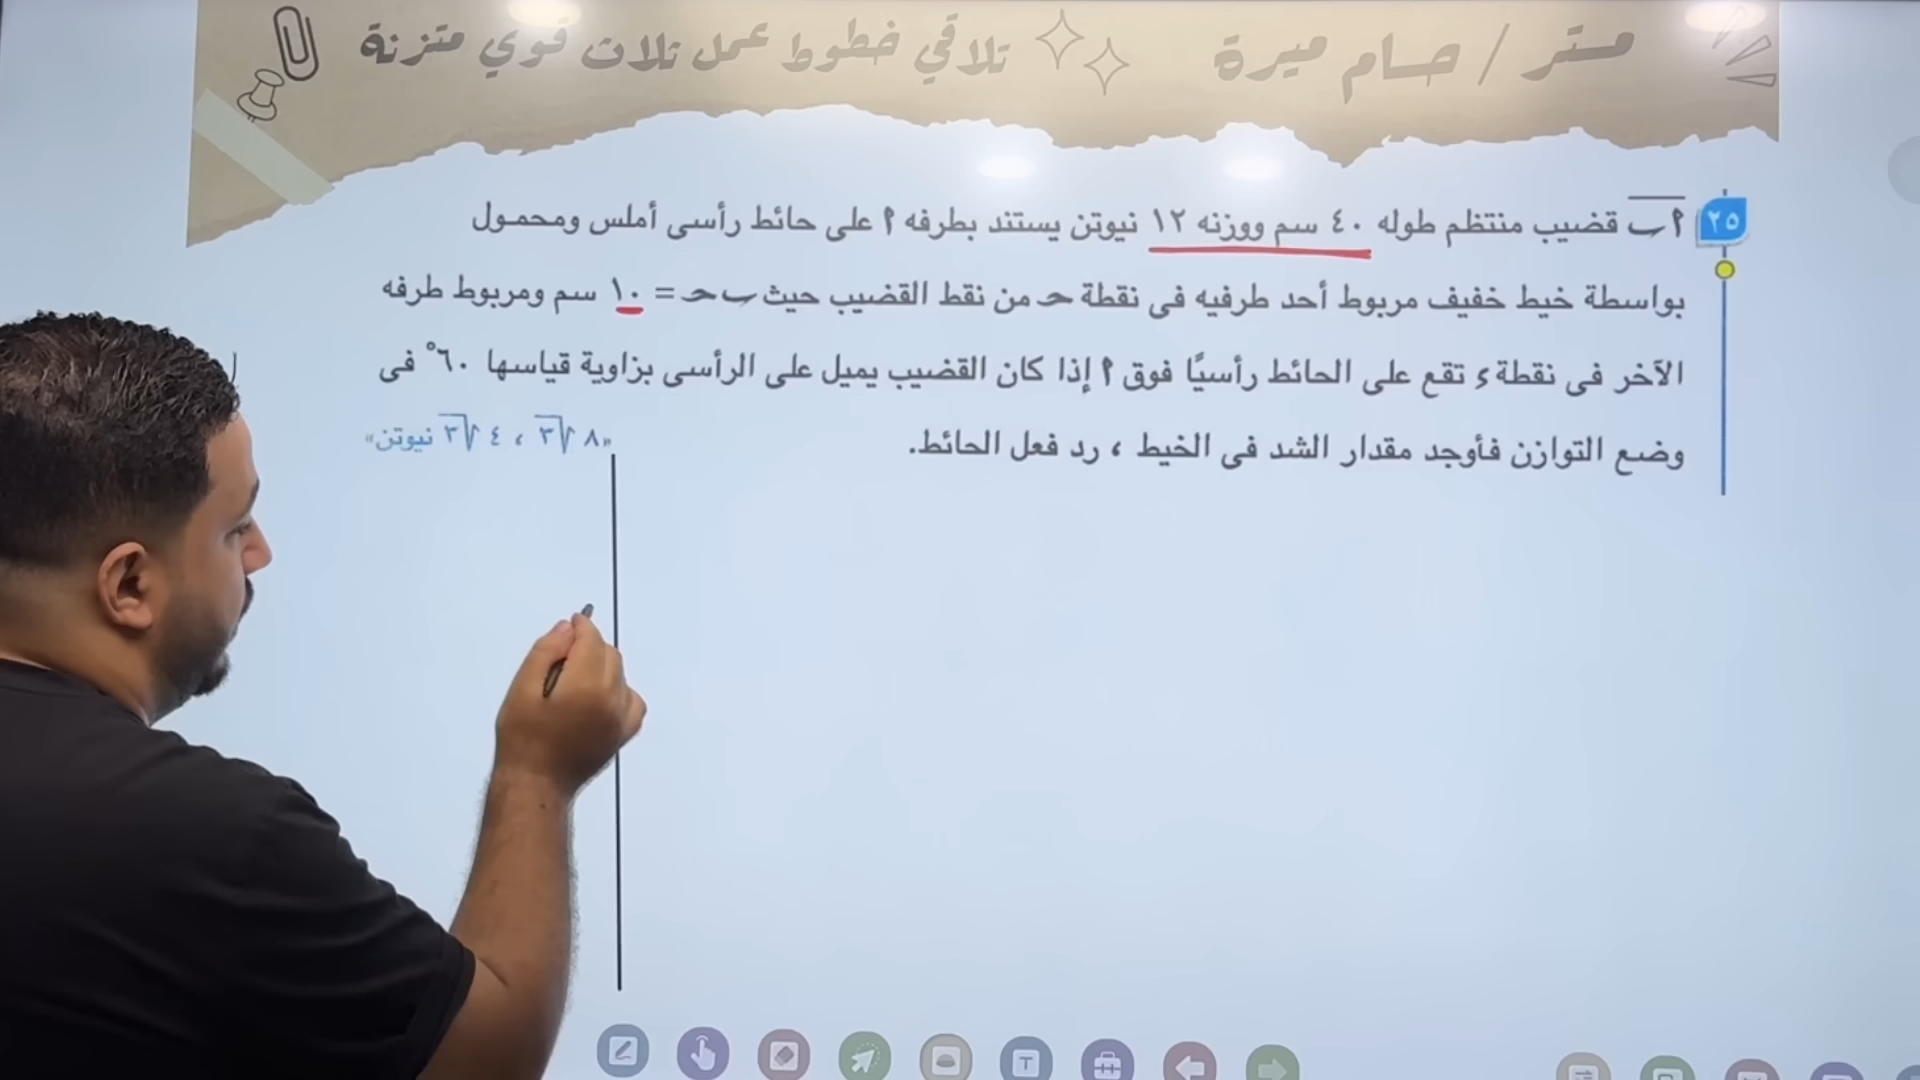 مستر / حسام ميرة تلاقي خطوط عمل تلات قوي متزنة
٢٥ أب قضيب منتظم طوله ٤٠ سم ووزنه ١٢ نيوتن يستند بطرفه أ على حائط رأسى أملس ومحمول
بواسطة خيط خفيف مربوط أحد طرفيه فى نقطة حـ من نقط القضيب حيث ب حـ = ١٠ سم ومربوط طرفه
الآخر فى نقطة ء تقع على الحائط رأسيًا فوق أ إذا كان القضيب يميل على الرأسى بزاوية قياسها ٦٠° فى
وضع التوازن فأوجد مقدار الشد فى الخيط ، رد فعل الحائط.
«٨ √٣ ، ٤ √٣ نيوتن»